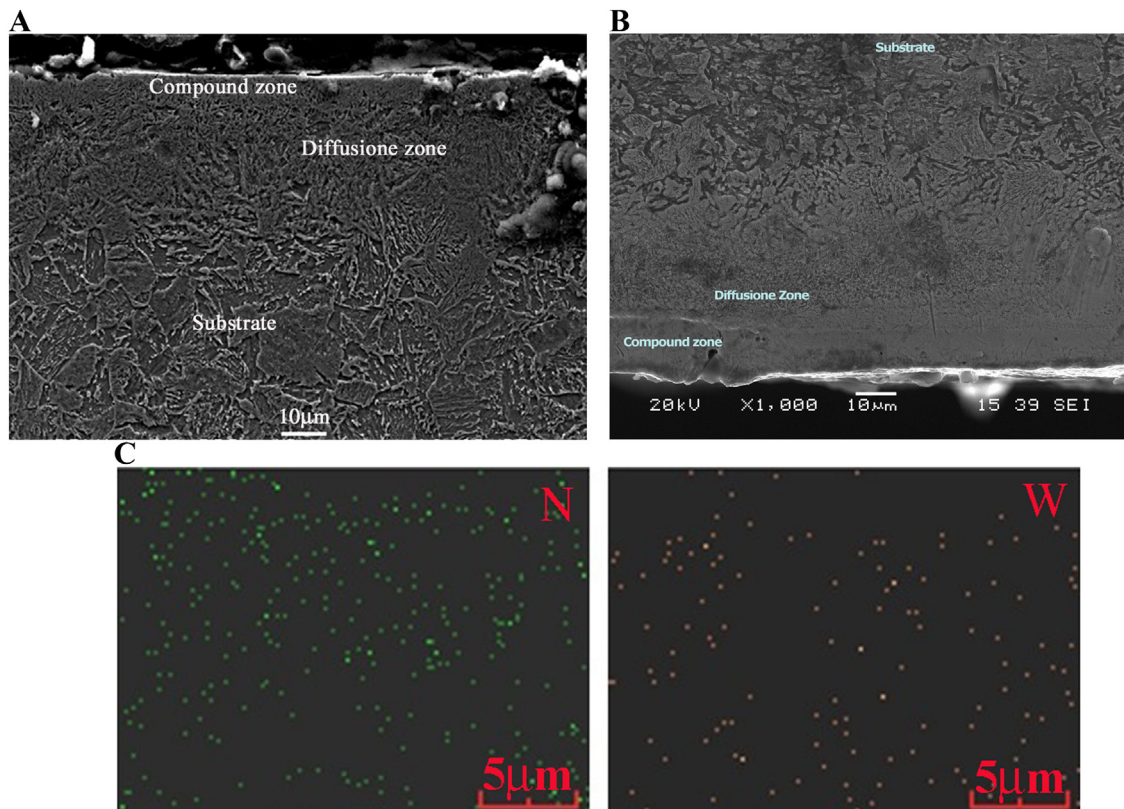 A
Compound zone
Diffusione zone
Substrate
10µm
B
Substrate
Diffusione Zone
Compound zone
20kV X1,000 10µm 15 39 SEI
C
N
5µm
W
5µm